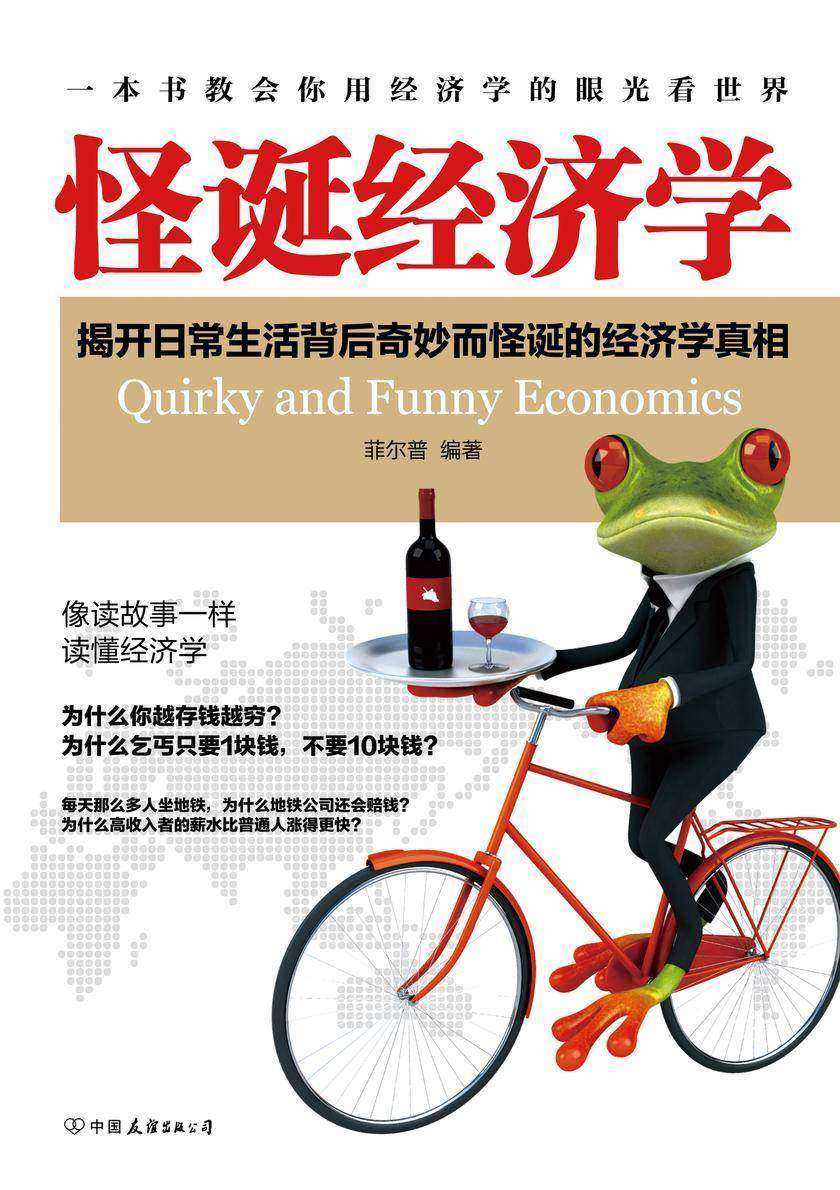 一本书教会你用经济学的眼光看世界
怪诞经济学
揭开日常生活背后奇妙而怪诞的经济学真相
Quirky and Funny Economics
菲尔普 编著
像读故事一样
读懂经济学
为什么你越存钱越穷？
为什么乞丐只要1块钱，不要10块钱？
每天那么多人坐地铁，为什么地铁公司还会赔钱？
为什么高收入者的薪水比普通人涨得更快？
中国友谊出版公司